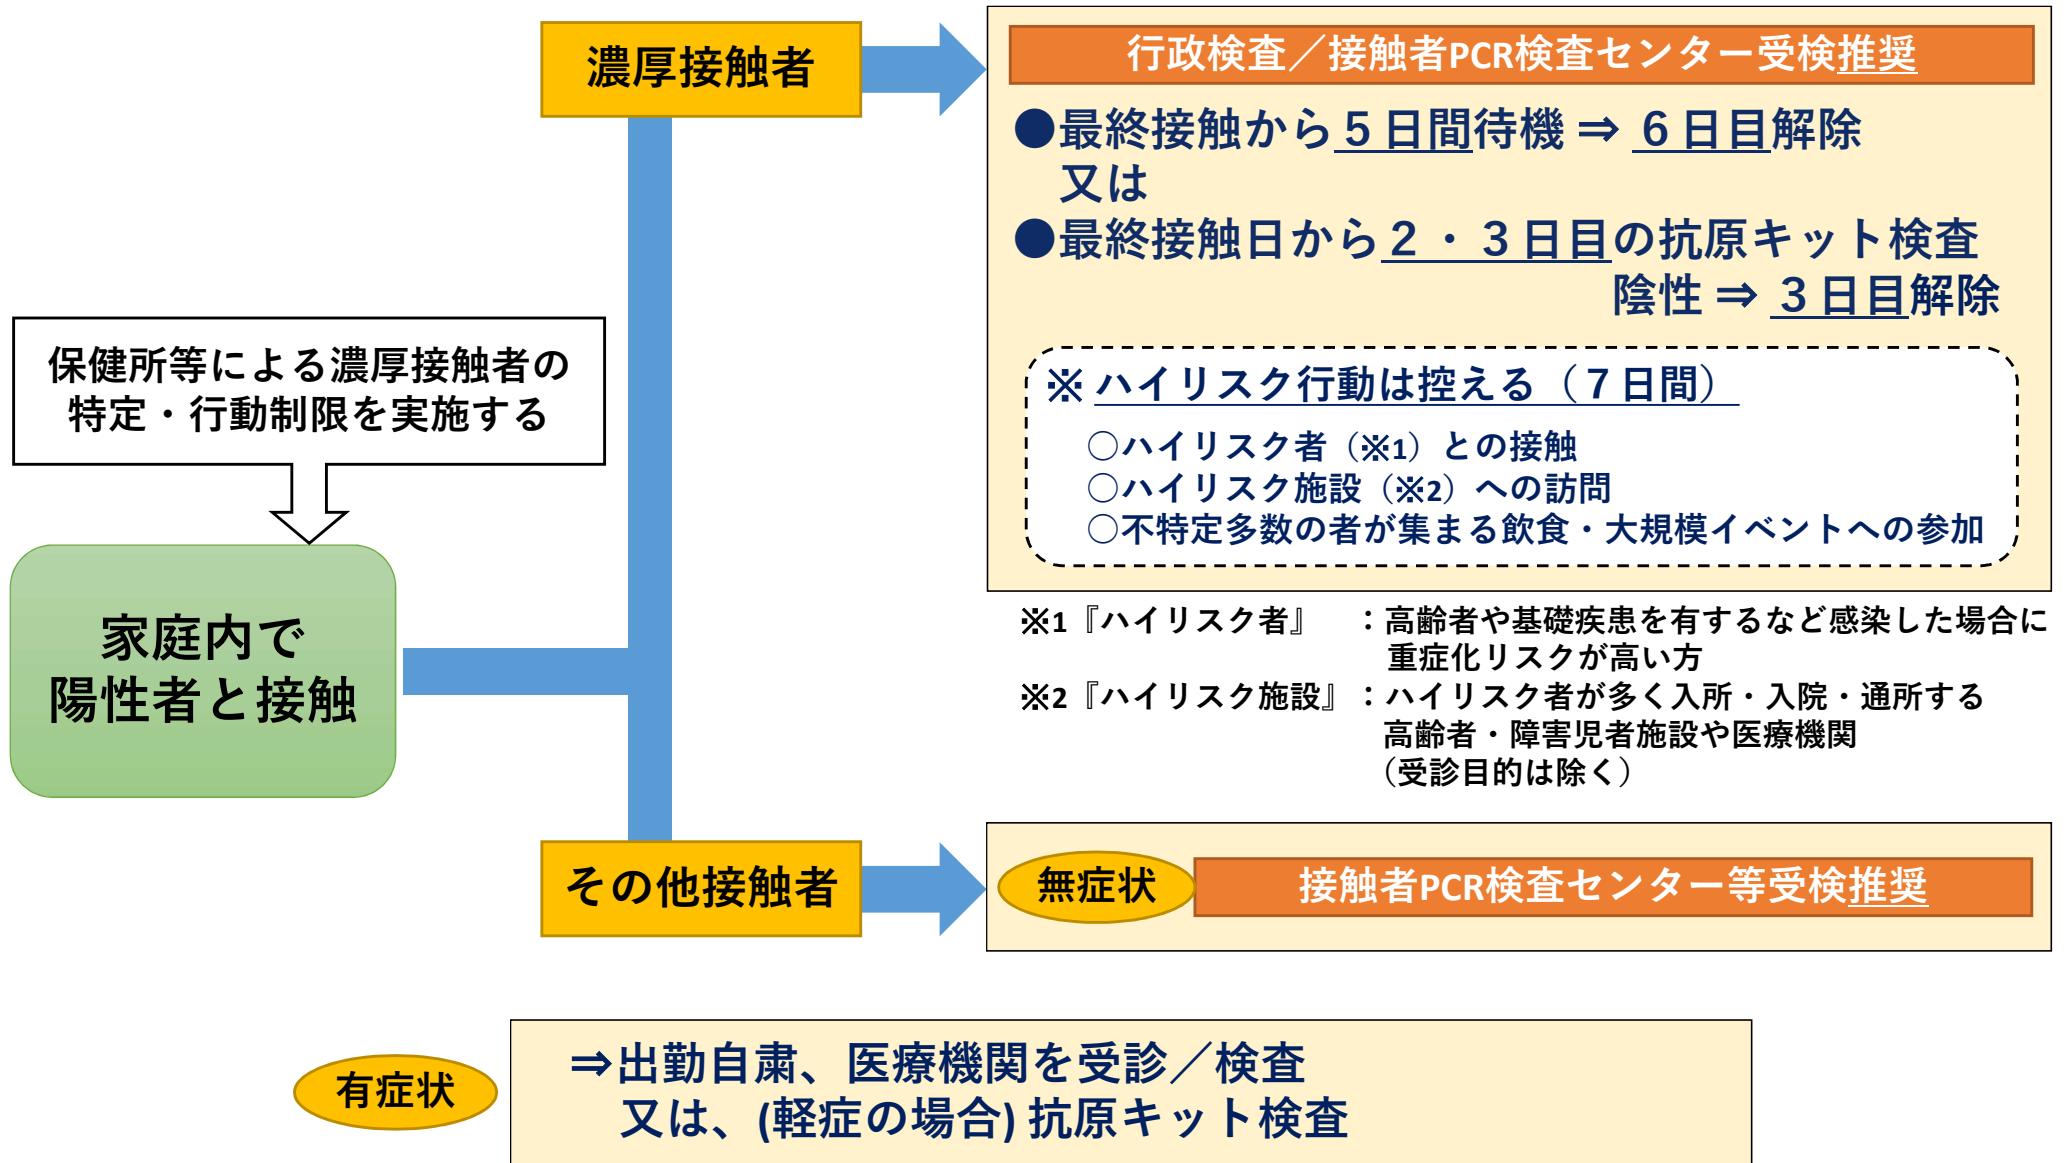 濃厚接触者
行政検査／接触者PCR検査センター受検推奨
●最終接触から５日間待機 ⇒ ６日目解除
又は
●最終接触日から２・３日目の抗原キット検査
陰性 ⇒ ３日目解除
※ ハイリスク行動は控える（７日間）
○ハイリスク者（※1）との接触
○ハイリスク施設（※2）への訪問
○不特定多数の者が集まる飲食・大規模イベントへの参加
※1『ハイリスク者』　：高齢者や基礎疾患を有するなど感染した場合に
重症化リスクが高い方
※2『ハイリスク施設』：ハイリスク者が多く入所・入院・通所する
高齢者・障害児者施設や医療機関
（受診目的は除く）
保健所等による濃厚接触者の
特定・行動制限を実施する
家庭内で
陽性者と接触
その他接触者
無症状
接触者PCR検査センター等受検推奨
有症状
⇒出勤自粛、医療機関を受診／検査
又は、(軽症の場合) 抗原キット検査